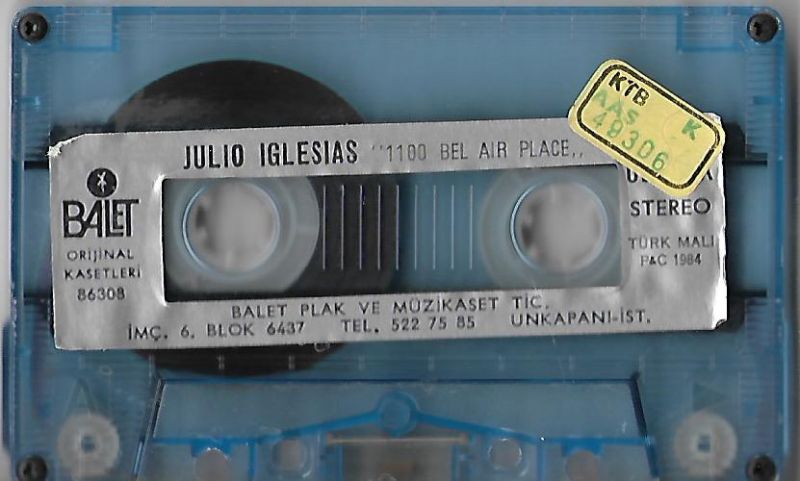 JULIO IGLESIAS "1100 BEL AIR PLACE,,
KTB
AAS K
49306
BALET
ORİJİNAL
KASETLERİ
86308
STEREO
TÜRK MALI
P&C 1984
BALET PLAK VE MÜZİKASET TİC.
İMÇ. 6. BLOK 6437 TEL. 522 75 85 UNKAPANI-İST.
A